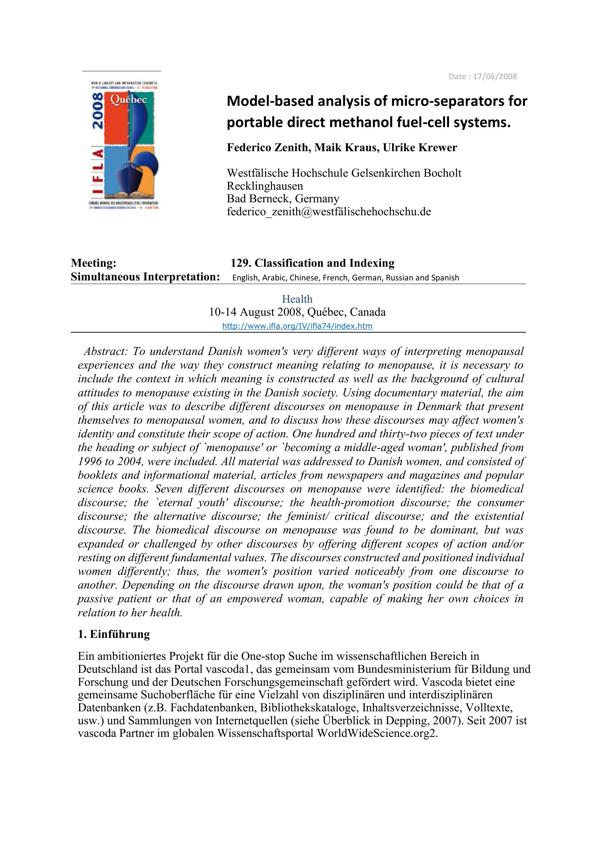 Date : 17/06/2008
WORLD LIBRARY AND INFORMATION CONGRESS:
Québec
IFLA 2008
Model-based analysis of micro-separators for
portable direct methanol fuel-cell systems.
Federico Zenith, Maik Kraus, Ulrike Krewer
Westfälische Hochschule Gelsenkirchen Bocholt
Recklinghausen
Bad Berneck, Germany
federico_zenith@westfälischehochschu.de
Meeting: 129. Classification and Indexing
Simultaneous Interpretation: English, Arabic, Chinese, French, German, Russian and Spanish
Health
10-14 August 2008, Québec, Canada
http://www.ifla.org/IV/ifla74/index.htm
Abstract: To understand Danish women's very different ways of interpreting menopausal
experiences and the way they construct meaning relating to menopause, it is necessary to
include the context in which meaning is constructed as well as the background of cultural
attitudes to menopause existing in the Danish society. Using documentary material, the aim
of this article was to describe different discourses on menopause in Denmark that present
themselves to menopausal women, and to discuss how these discourses may affect women's
identity and constitute their scope of action. One hundred and thirty-two pieces of text under
the heading or subject of `menopause' or `becoming a middle-aged woman', published from
1996 to 2004, were included. All material was addressed to Danish women, and consisted of
booklets and informational material, articles from newspapers and magazines and popular
science books. Seven different discourses on menopause were identified: the biomedical
discourse; the `eternal youth' discourse; the health-promotion discourse; the consumer
discourse; the alternative discourse; the feminist/ critical discourse; and the existential
discourse. The biomedical discourse on menopause was found to be dominant, but was
expanded or challenged by other discourses by offering different scopes of action and/or
resting on different fundamental values. The discourses constructed and positioned individual
women differently; thus, the women's position varied noticeably from one discourse to
another. Depending on the discourse drawn upon, the woman's position could be that of a
passive patient or that of an empowered woman, capable of making her own choices in
relation to her health.
1. Einführung
Ein ambitioniertes Projekt für die One-stop Suche im wissenschaftlichen Bereich in
Deutschland ist das Portal vascoda1, das gemeinsam vom Bundesministerium für Bildung und
Forschung und der Deutschen Forschungsgemeinschaft gefördert wird. Vascoda bietet eine
gemeinsame Suchoberfläche für eine Vielzahl von disziplinären und interdisziplinären
Datenbanken (z.B. Fachdatenbanken, Bibliothekskataloge, Inhaltsverzeichnisse, Volltexte,
usw.) und Sammlungen von Internetquellen (siehe Überblick in Depping, 2007). Seit 2007 ist
vascoda Partner im globalen Wissenschaftsportal WorldWideScience.org2.